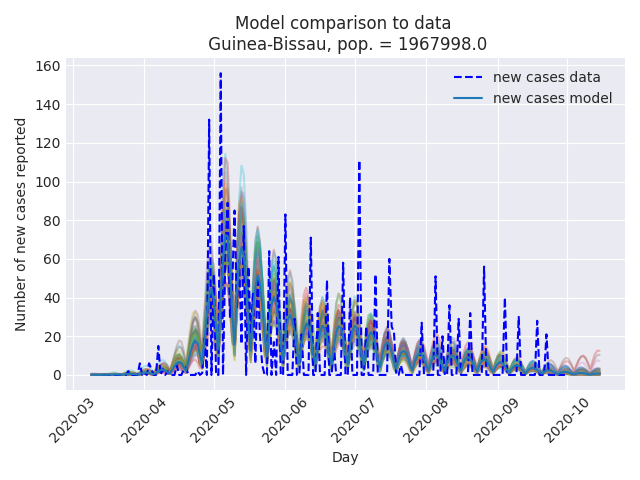 Model comparison to data
Guinea-Bissau, pop. = 1967998.0
new cases data
new cases model
Number of new cases reported
160
140
120
100
80
60
40
20
0
2020-03
2020-04
2020-05
2020-06
2020-07
2020-08
2020-09
2020-10
Day